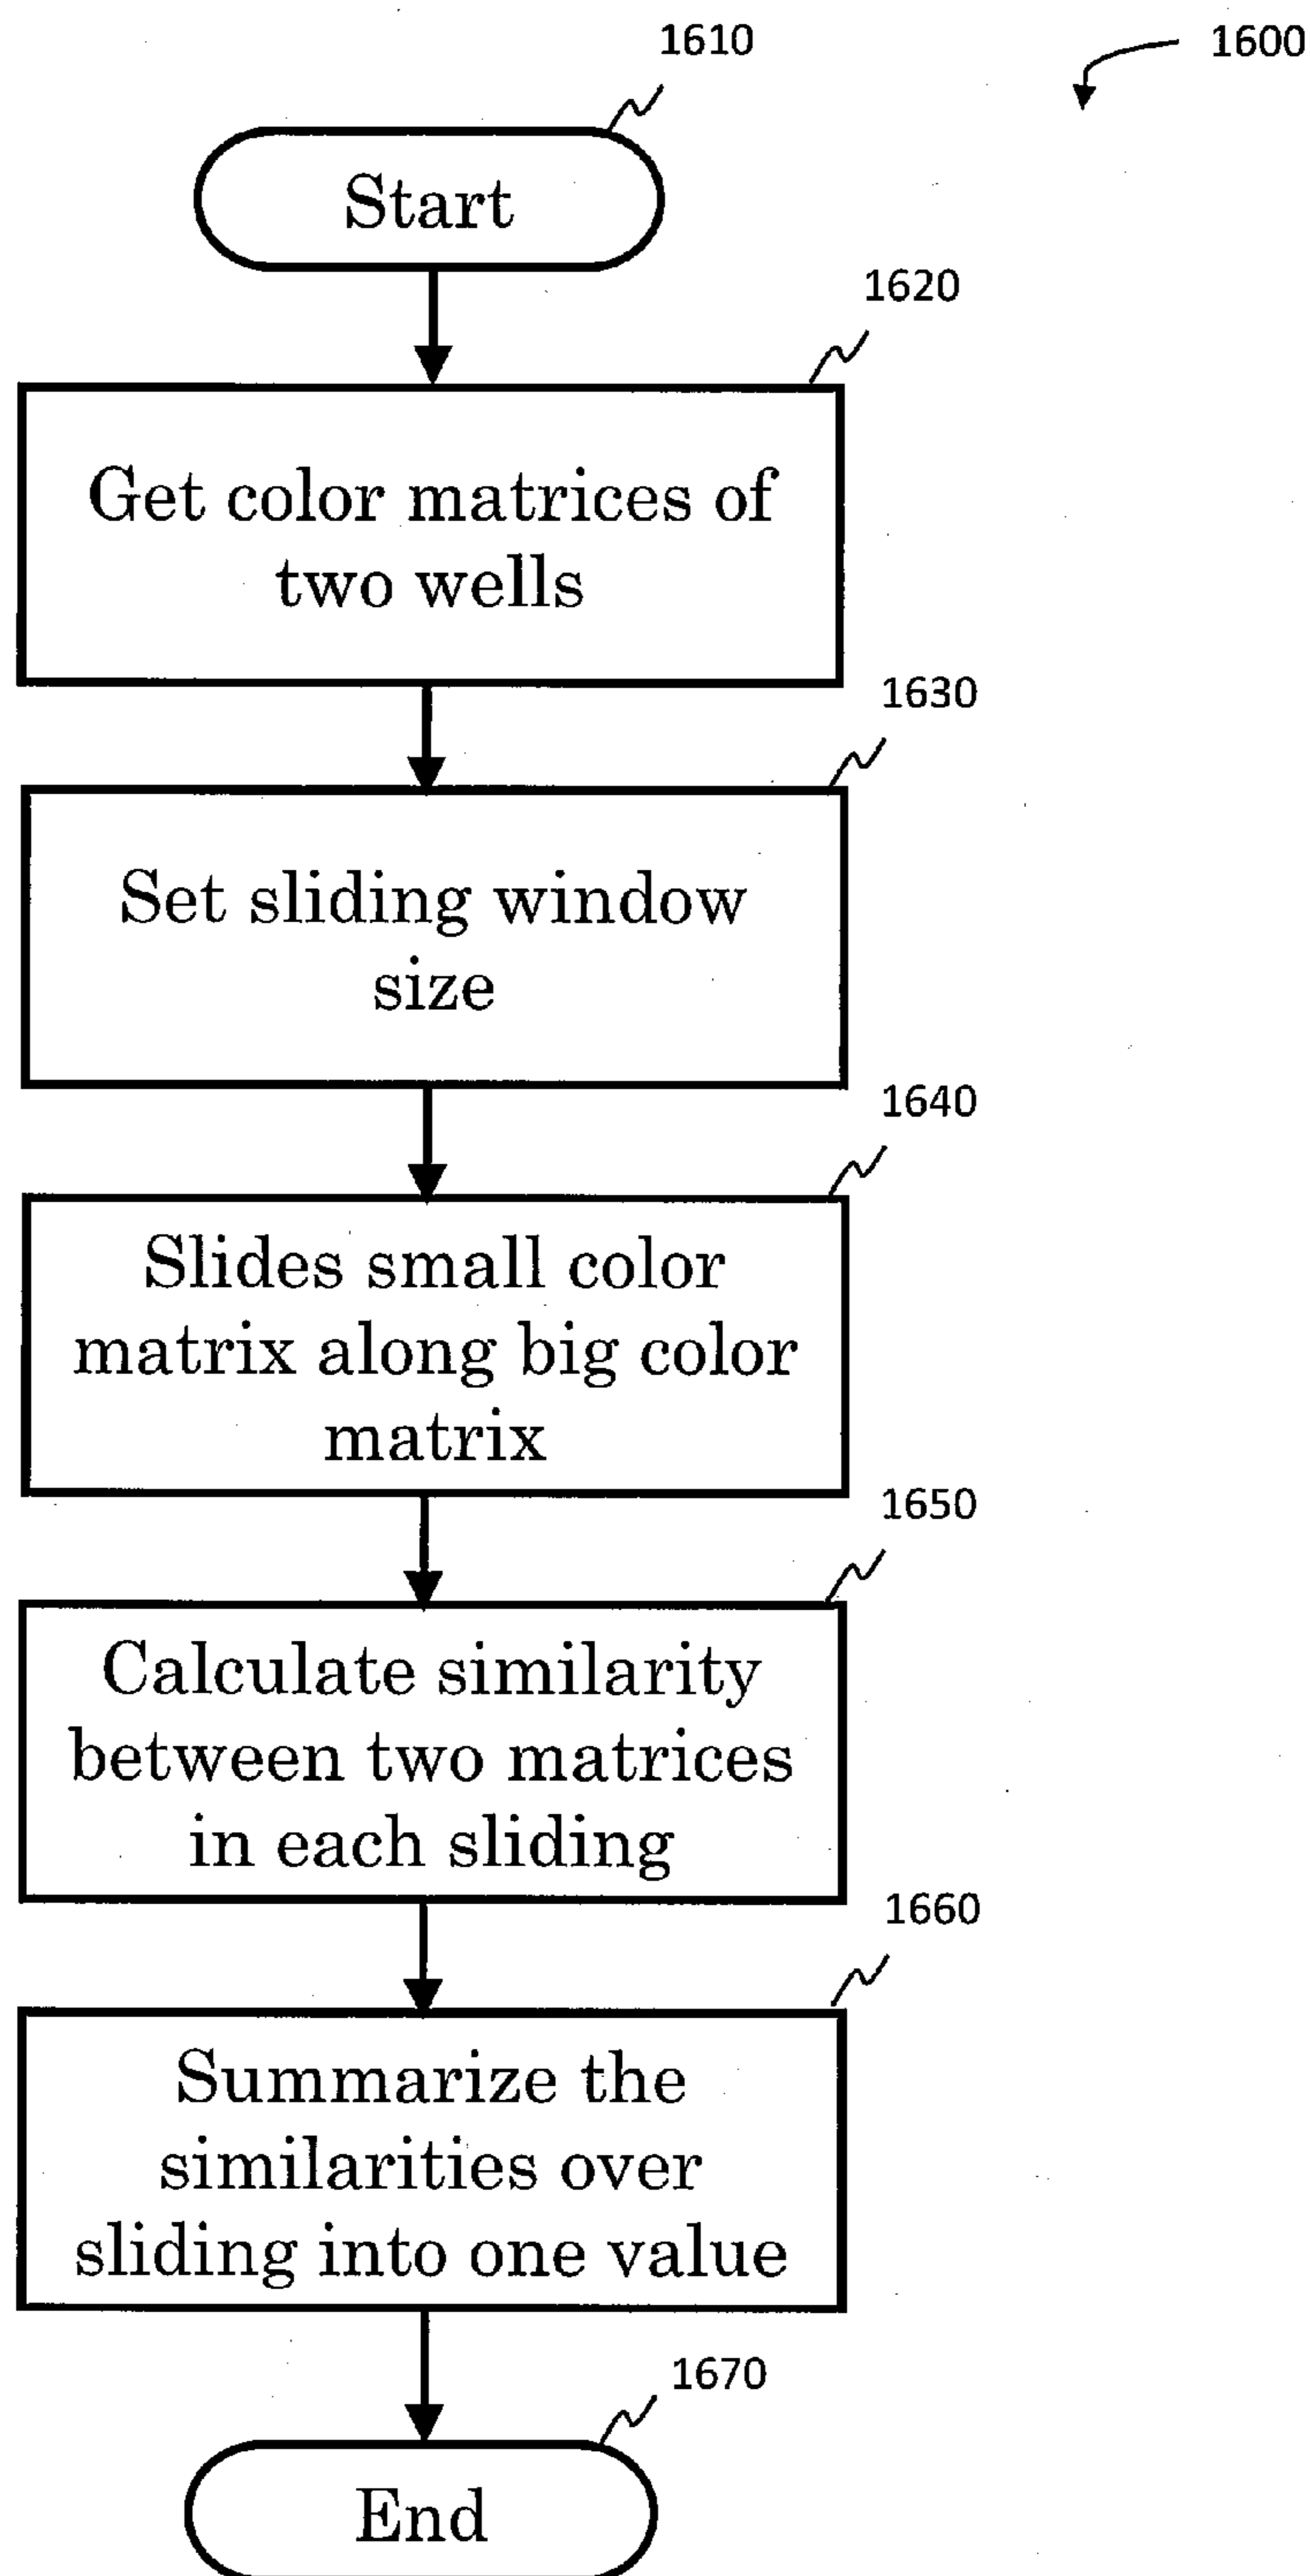 1610
1600
Start
1620
Get color matrices of
two wells
1630
Set sliding window
size
1640
Slides small color
matrix along big color
matrix
1650
Calculate similarity
between two matrices
in each sliding
1660
Summarize the
similarities over
sliding into one value
1670
End